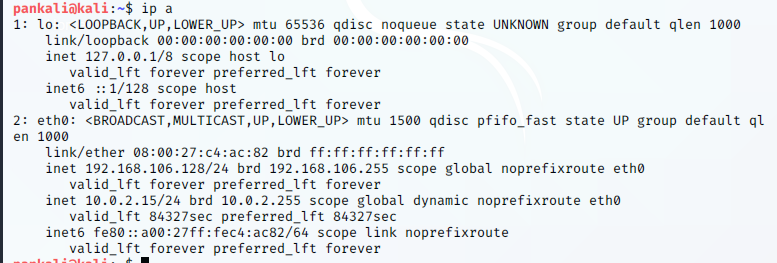 pankali@kali:~$ ip a
1: lo: <LOOPBACK,UP,LOWER_UP> mtu 65536 qdisc noqueue state UNKNOWN group default qlen 1000
link/loopback 00:00:00:00:00:00 brd 00:00:00:00:00:00
inet 127.0.0.1/8 scope host lo
valid_lft forever preferred_lft forever
inet6 ::1/128 scope host
valid_lft forever preferred_lft forever
2: eth0: <BROADCAST,MULTICAST,UP,LOWER_UP> mtu 1500 qdisc pfifo_fast state UP group default ql
en 1000
link/ether 08:00:27:c4:ac:82 brd ff:ff:ff:ff:ff:ff
inet 192.168.106.128/24 brd 192.168.106.255 scope global noprefixroute eth0
valid_lft forever preferred_lft forever
inet 10.0.2.15/24 brd 10.0.2.255 scope global dynamic noprefixroute eth0
valid_lft 84327sec preferred_lft 84327sec
inet6 fe80::a00:27ff:fec4:ac82/64 scope link noprefixroute
valid_lft forever preferred_lft forever
pankali@kali:~$